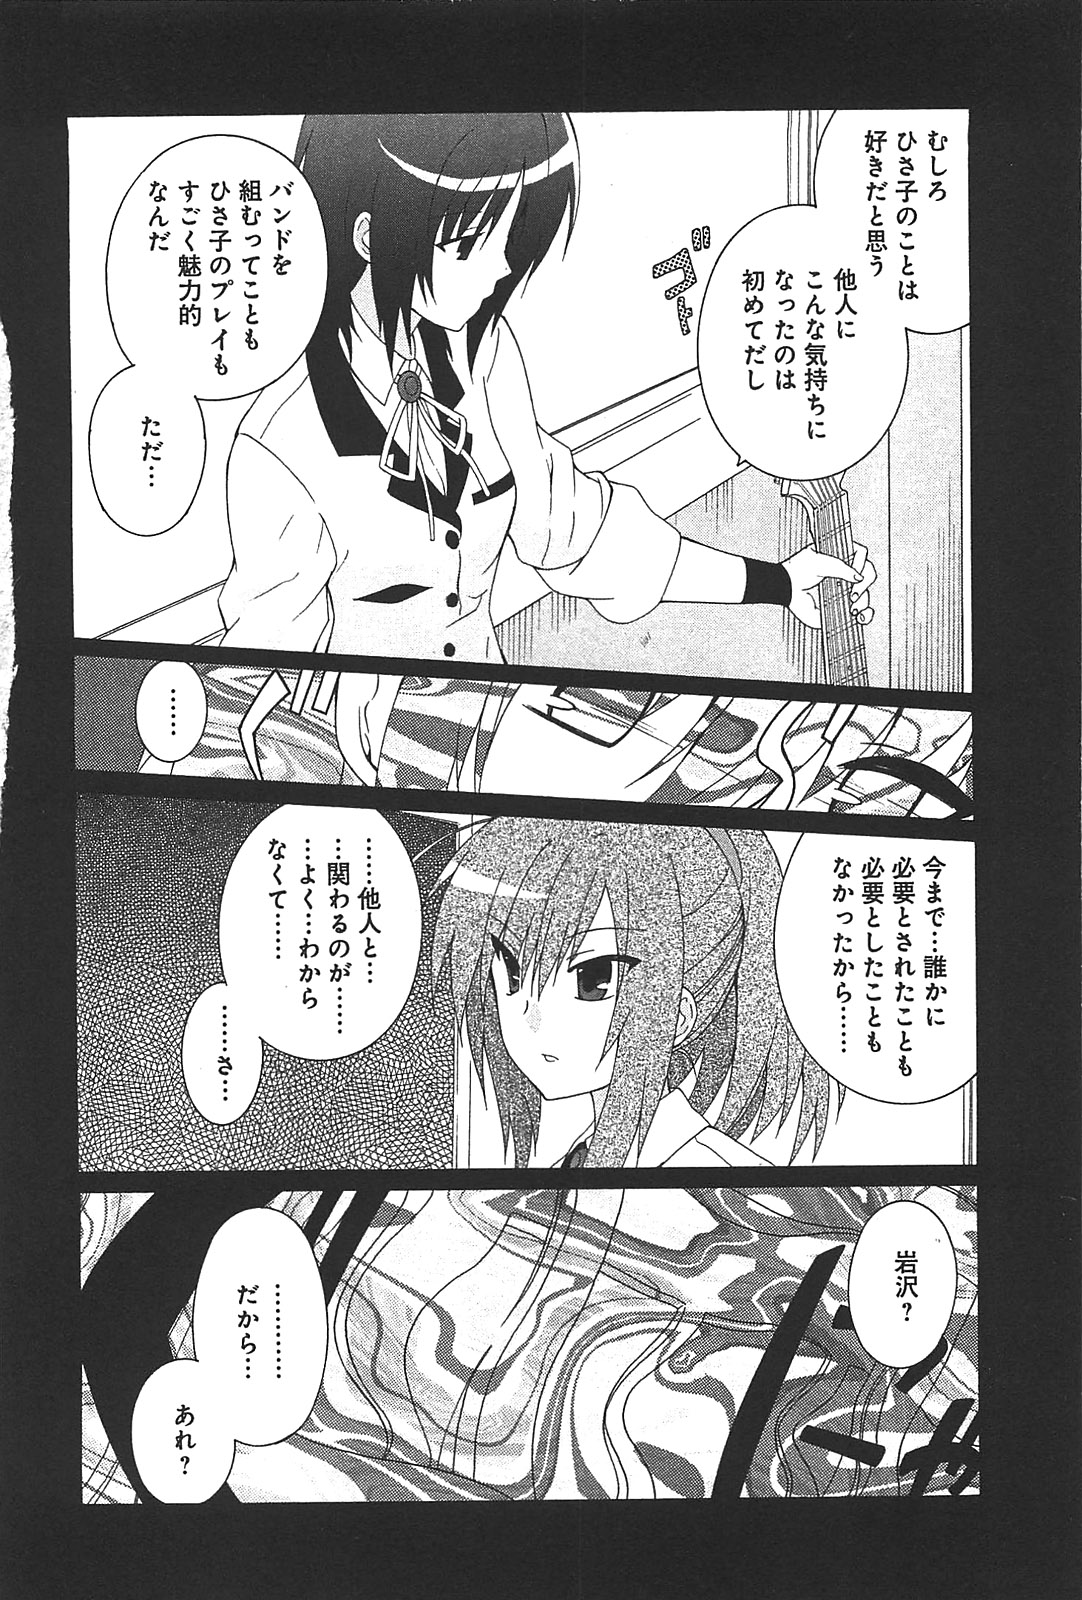 むしろ
ひさ子のことは
好きだと思う
他人に
こんな気持ちに
なったのは
初めてだし
ゴトッ
バンドを
組むってことも
ひさ子のプレイも
すごく魅力的
なんだ
ただ…
……
今まで…誰かに
必要とされたことも
必要としたことも
なかったから……
……他人と…
…関わるのが……
…よく…わから
なくて……
……さ…
岩沢？
…………
だから…
あれ？